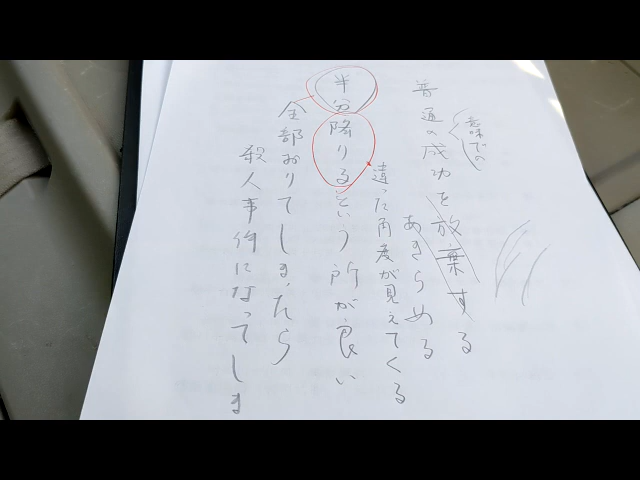 普通の成功を放棄する
意味での
あきらめる
違った角度が見えてくる
半分降りるという所が良い
全部おりてしまったら
殺人事件になってしま